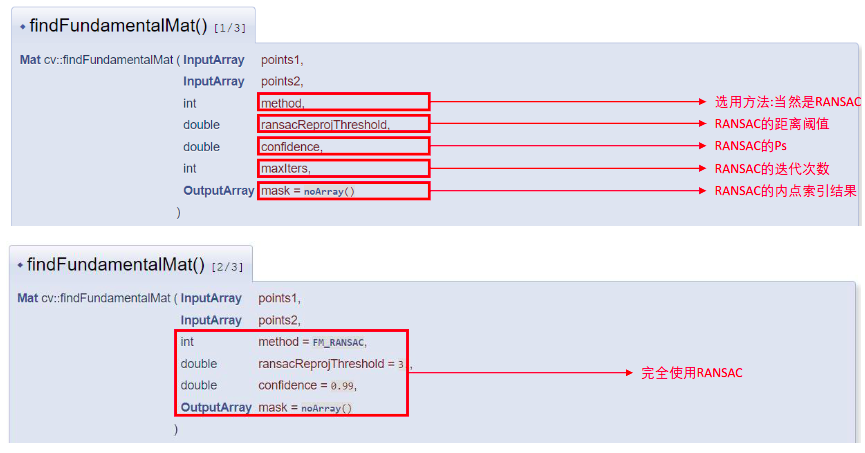 findFundamentalMat() [1/3]
Mat cv::findFundamentalMat ( InputArray points1,
InputArray points2,
int method, 选用方法:当然是RANSAC
double ransacReprojThreshold, RANSAC的距离阈值
double confidence, RANSAC的Ps
int maxIters, RANSAC的迭代次数
OutputArray mask = noArray() RANSAC的内点索引结果
)
findFundamentalMat() [2/3]
Mat cv::findFundamentalMat ( InputArray points1,
InputArray points2,
int method = FM_RANSAC,
double ransacReprojThreshold = 3.,
double confidence = 0.99, 完全使用RANSAC
OutputArray mask = noArray()
)